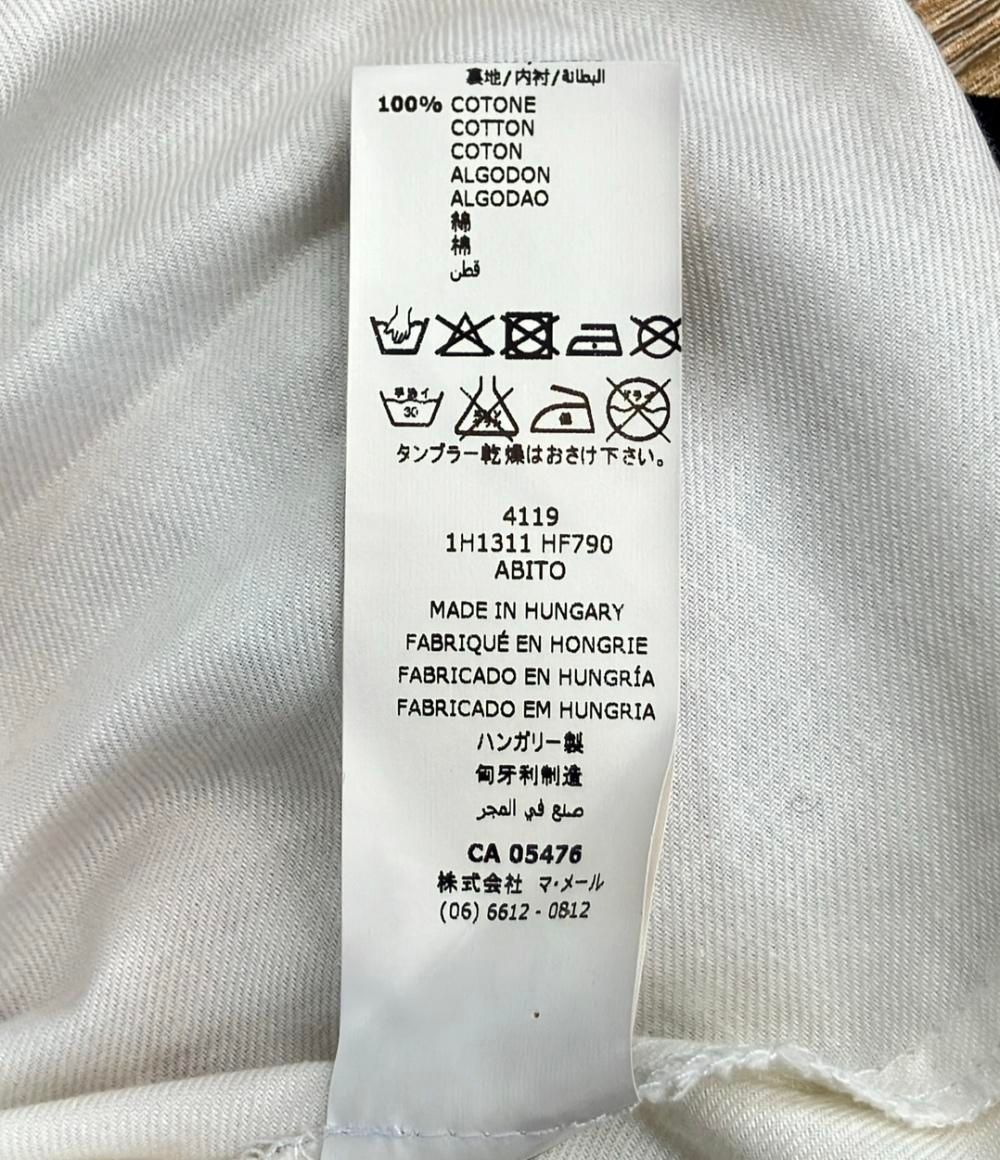 裏地/内衬/البطانة
100% COTONE
COTTON
COTON
ALGODON
ALGODAO
綿
棉
قطن
手洗イ
30
低
タンブラー乾燥はおさけ下さい。
4119
1H1311 HF790
ABITO
MADE IN HUNGARY
FABRIQUÉ EN HONGRIE
FABRICADO EN HUNGRÍA
FABRICADO EM HUNGRIA
ハンガリー製
匈牙利制造
صنع في المجر
CA 05476
株式会社 マ・メール
(06) 6612 - 0812